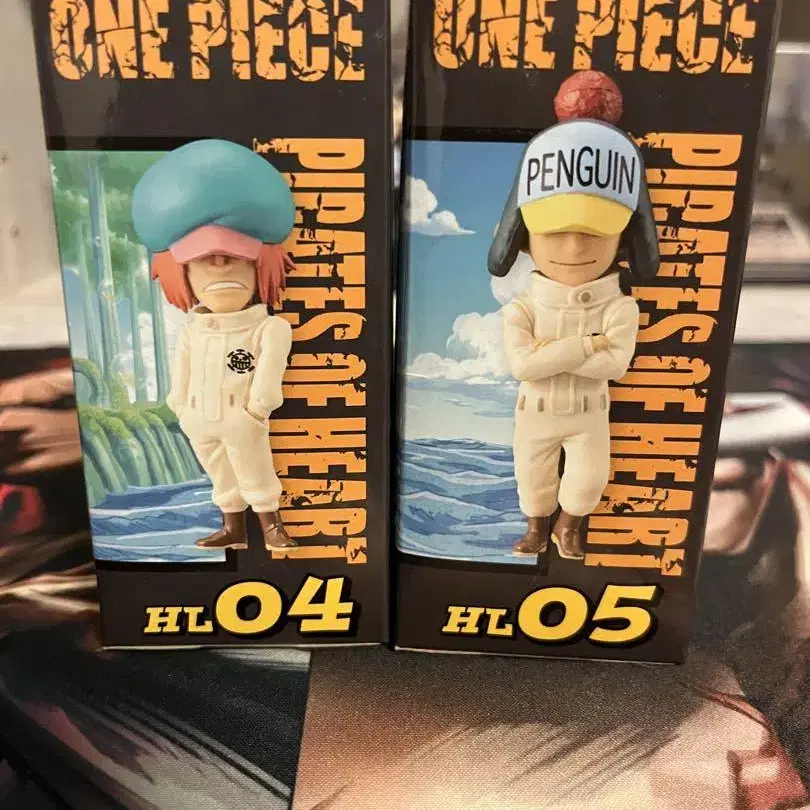 ONE PIECE
PIRATES OF HEART
HL04
ONE PIECE
PENGUIN
PIRATES OF HEART
HL05